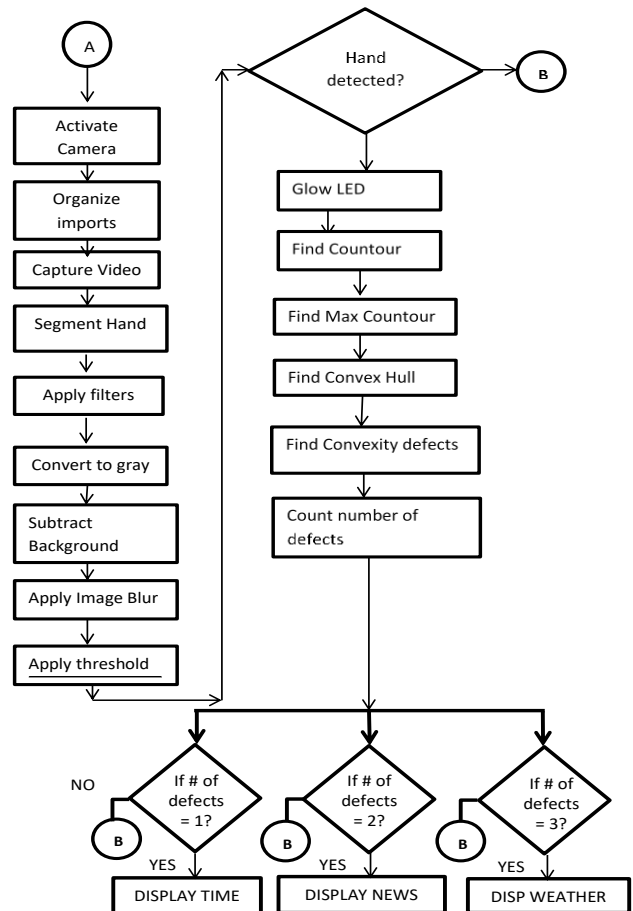 A
Activate
Camera
Organize
imports
Capture Video
Segment Hand
Apply filters
Convert to gray
Subtract
Background
Apply Image Blur
Apply threshold
Hand
detected?
B
Glow LED
Find Countour
Find Max Countour
Find Convex Hull
Find Convexity defects
Count number of
defects
NO
If # of
defects
= 1?
B
YES
DISPLAY TIME
If # of
defects
= 2?
B
YES
DISPLAY NEWS
If # of
defects
= 3?
B
YES
DISP WEATHER